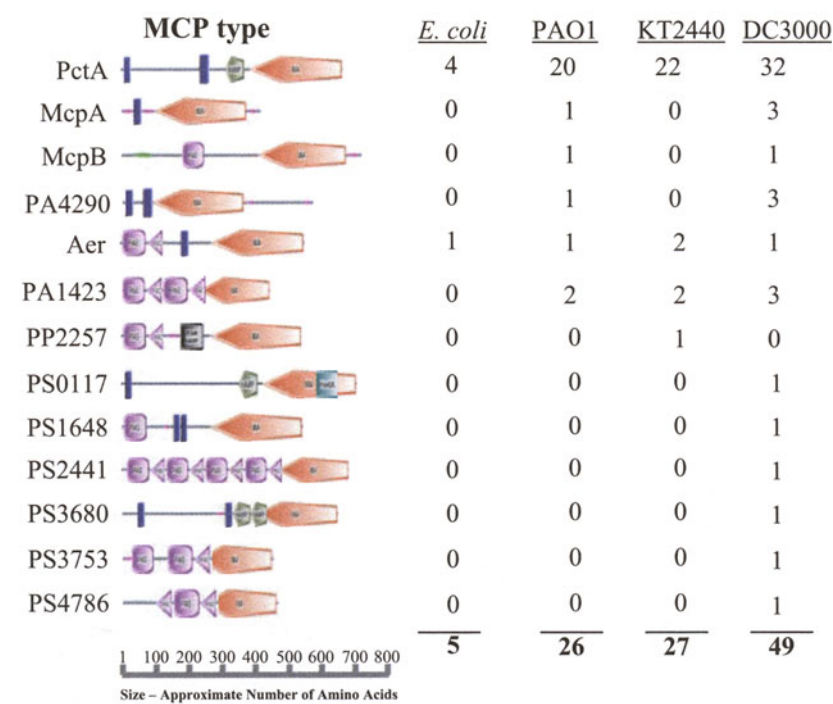 MCP type E. coli PAO1 KT2440 DC3000
PctA 4 20 22 32
McpA 0 1 0 3
McpB 0 1 0 1
PA4290 0 1 0 3
Aer 1 1 2 1
PA1423 0 2 2 3
PP2257 0 0 1 0
PS0117 0 0 0 1
PS1648 0 0 0 1
PS2441 0 0 0 1
PS3680 0 0 0 1
PS3753 0 0 0 1
PS4786 0 0 0 1
5 26 27 49
1 100 200 300 400 500 600 700 800
Size – Approximate Number of Amino Acids